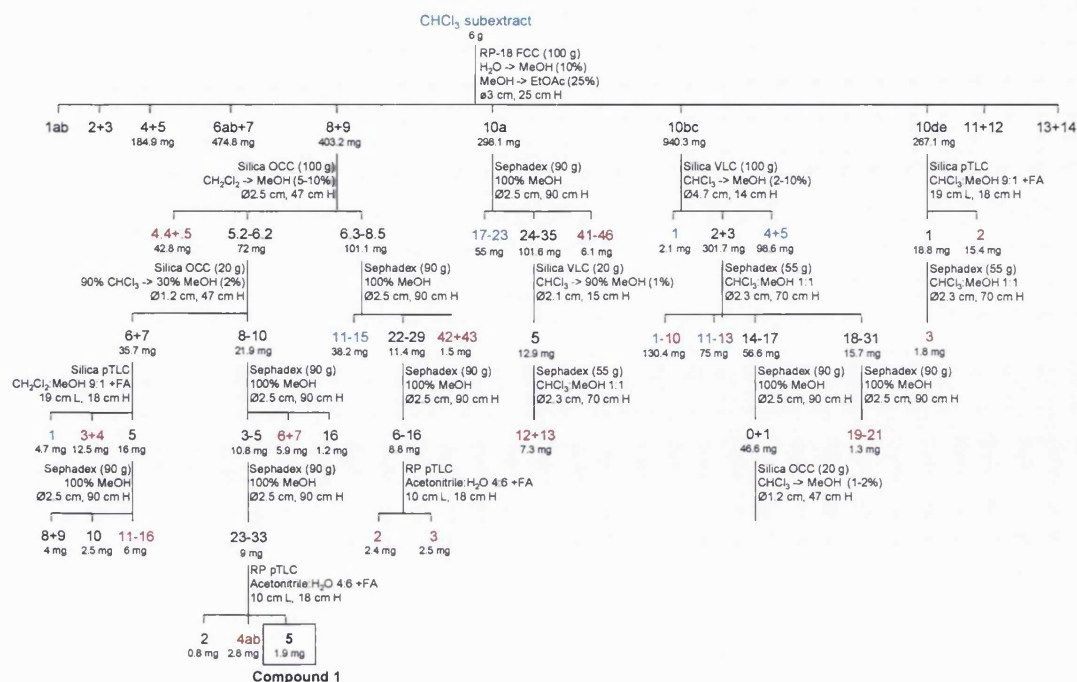 CHCl₃ subextract
6 g
RP-18 FCC (100 g)
H₂O -> MeOH (10%)
MeOH -> EtOAc (25%)
ø3 cm, 25 cm H
1ab 2+3 4+5 6ab+7 8+9 10a 10bc 10de 11+12 13+14
184.9 mg 474.8 mg 403.2 mg 298.1 mg 940.3 mg 267.1 mg
Silica OCC (100 g)
CH₂Cl₂ -> MeOH (5-10%)
Ø2.5 cm, 47 cm H
Sephadex (90 g)
100% MeOH
Ø2.5 cm, 90 cm H
Silica VLC (100 g)
CHCl₃ -> MeOH (2-10%)
Ø4.7 cm, 14 cm H
Silica pTLC
CHCl₃:MeOH 9:1 +FA
19 cm L, 18 cm H
4.4+.5 5.2-6.2 6.3-8.5 17-23 24-35 41-46 1 2+3 4+5 1 2
42.8 mg 72 mg 101.1 mg 55 mg 101.6 mg 6.1 mg 2.1 mg 301.7 mg 98.6 mg 18.8 mg 15.4 mg
Silica OCC (20 g)
90% CHCl₃ -> 30% MeOH (2%)
Ø1.2 cm, 47 cm H
Sephadex (90 g)
100% MeOH
Ø2.5 cm, 90 cm H
Silica VLC (20 g)
CHCl₃ -> 90% MeOH (1%)
Ø2.1 cm, 15 cm H
Sephadex (55 g)
CHCl₃:MeOH 1:1
Ø2.3 cm, 70 cm H
Sephadex (55 g)
CHCl₃:MeOH 1:1
Ø2.3 cm, 70 cm H
6+7 8-10 11-15 22-29 42+43 5 1-10 11-13 14-17 18-31 3
35.7 mg 21.9 mg 38.2 mg 11.4 mg 1.5 mg 12.9 mg 130.4 mg 75 mg 56.6 mg 15.7 mg 1.8 mg
Silica pTLC
CH₂Cl₂:MeOH 9:1 +FA
19 cm L, 18 cm H
Sephadex (90 g)
100% MeOH
Ø2.5 cm, 90 cm H
Sephadex (90 g)
100% MeOH
Ø2.5 cm, 90 cm H
Sephadex (55 g)
CHCl₃:MeOH 1:1
Ø2.3 cm, 70 cm H
Sephadex (90 g)
100% MeOH
Ø2.5 cm, 90 cm H
Sephadex (90 g)
100% MeOH
Ø2.5 cm, 90 cm H
1 3+4 5 3-5 6+7 16 6-16 12+13 0+1 19-21
4.7 mg 12.5 mg 16 mg 10.8 mg 5.9 mg 1.2 mg 8.8 mg 7.3 mg 46.6 mg 1.3 mg
Sephadex (90 g)
100% MeOH
Ø2.5 cm, 90 cm H
Sephadex (90 g)
100% MeOH
Ø2.5 cm, 90 cm H
RP pTLC
Acetonitrile:H₂O 4:6 +FA
10 cm L, 18 cm H
Silica OCC (20 g)
CHCl₃ -> MeOH (1-2%)
Ø1.2 cm, 47 cm H
8+9 10 11-16 23-33 2 3
4 mg 2.5 mg 6 mg 9 mg 2.4 mg 2.5 mg
RP pTLC
Acetonitrile:H₂O 4:6 +FA
10 cm L, 18 cm H
2 4ab 5
0.8 mg 2.8 mg 1.9 mg
Compound 1